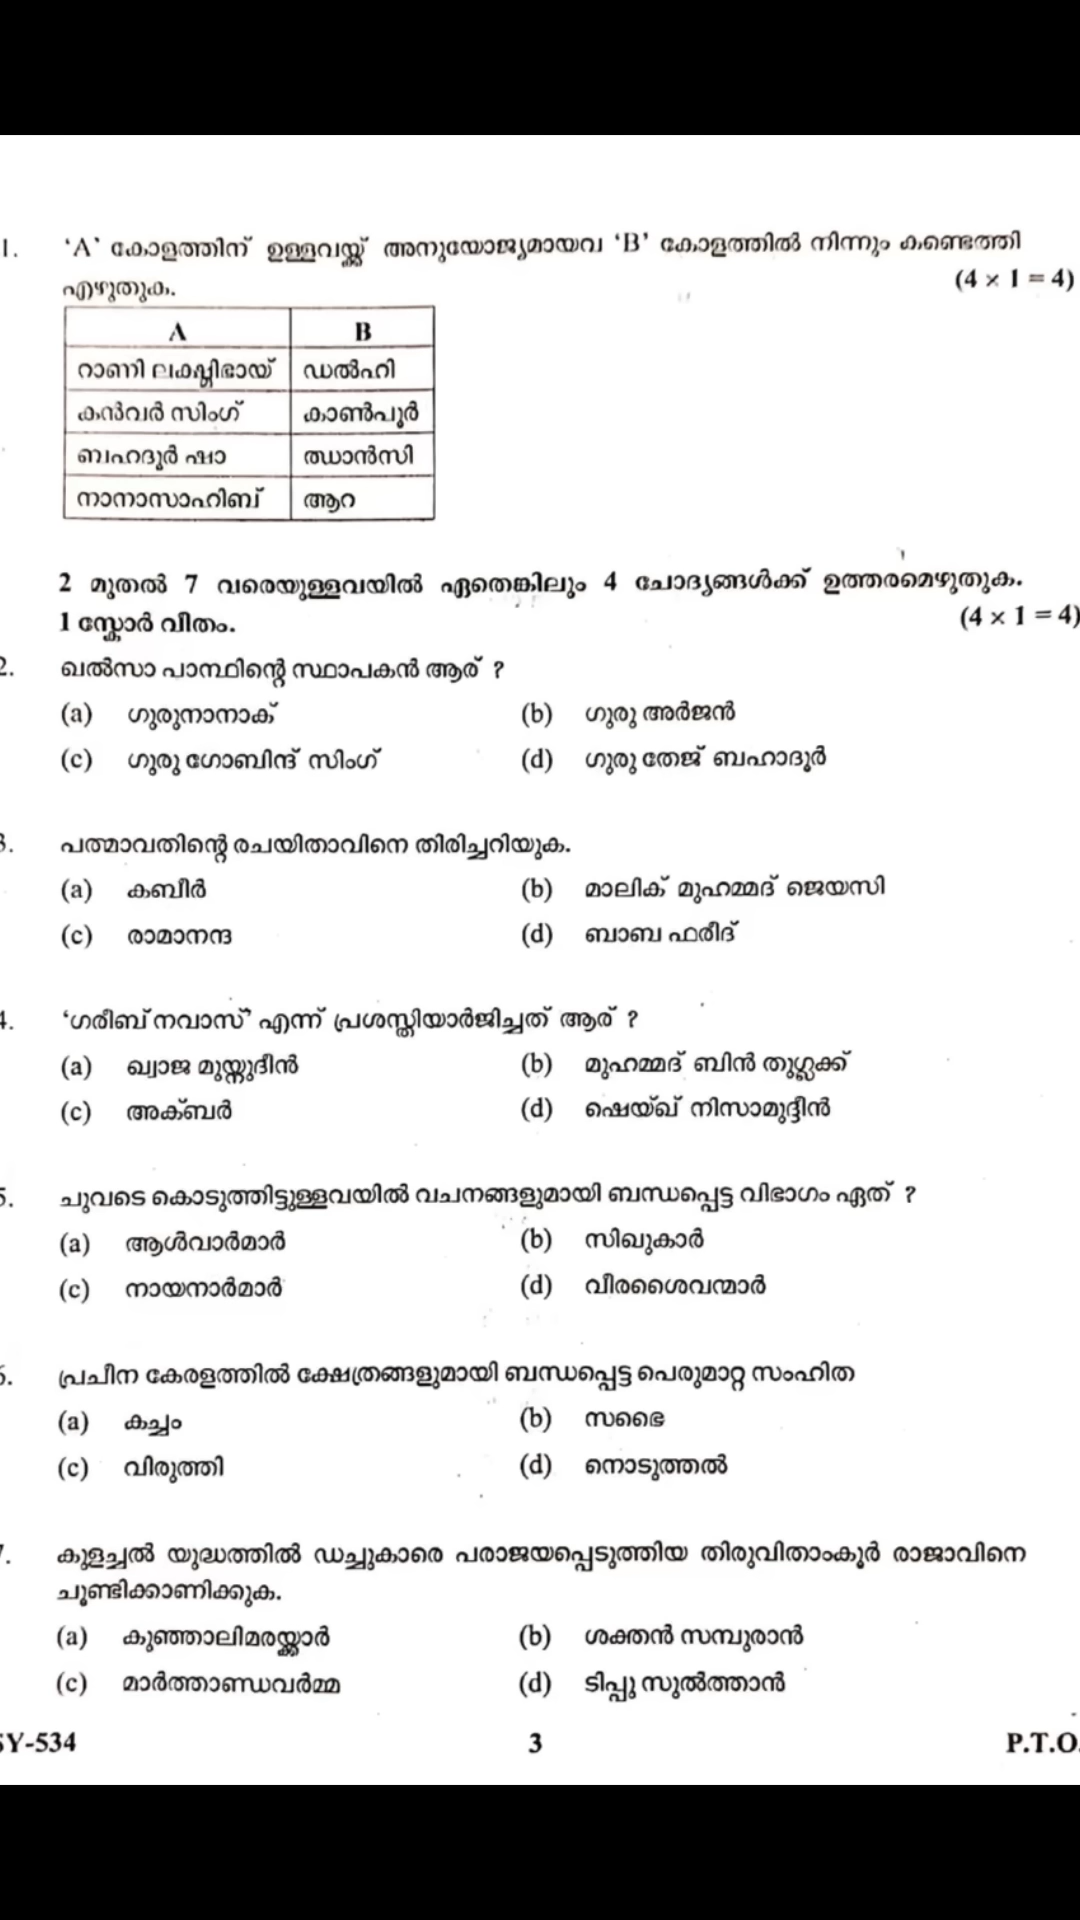 1. ‘A’ കോളത്തിന് ഉള്ളവയ്ക്ക് അനുയോജ്യമായവ ‘B’ കോളത്തിൽ നിന്നും കണ്ടെത്തി
എഴുതുക. (4 × 1 = 4)
A B
റാണി ലക്ഷ്മിഭായ് ഡൽഹി
കൻവർ സിംഗ് കാൺപൂർ
ബഹദൂർ ഷാ ഝാൻസി
നാനാസാഹിബ് ആറ
2 മുതൽ 7 വരെയുള്ളവയിൽ ഏതെങ്കിലും 4 ചോദ്യങ്ങൾക്ക് ഉത്തരമെഴുതുക.
1 സ്കോർ വീതം. (4 × 1 = 4)
2. ഖൽസാ പാന്ഥിന്റെ സ്ഥാപകൻ ആര് ?
(a) ഗുരുനാനാക് (b) ഗുരു അർജൻ
(c) ഗുരു ഗോബിന്ദ് സിംഗ് (d) ഗുരു തേജ് ബഹാദൂർ
3. പത്മാവതിന്റെ രചയിതാവിനെ തിരിച്ചറിയുക.
(a) കബീർ (b) മാലിക് മുഹമ്മദ് ജെയസി
(c) രാമാനന്ദ (d) ബാബ ഫരീദ്
4. ‘ഗരീബ് നവാസ്’ എന്ന് പ്രശസ്തിയാർജിച്ചത് ആര് ?
(a) ഖ്വാജ മുയ്നുദീൻ (b) മുഹമ്മദ് ബിൻ തുഗ്ലക്ക്
(c) അക്ബർ (d) ഷെയ്ഖ് നിസാമുദ്ദീൻ
5. ചുവടെ കൊടുത്തിട്ടുള്ളവയിൽ വചനങ്ങളുമായി ബന്ധപ്പെട്ട വിഭാഗം ഏത് ?
(a) ആൾവാർമാർ (b) സിഖുകാർ
(c) നായനാർമാർ (d) വീരശൈവന്മാർ
6. പ്രചീന കേരളത്തിൽ ക്ഷേത്രങ്ങളുമായി ബന്ധപ്പെട്ട പെരുമാറ്റ സംഹിത
(a) കച്ചം (b) സഭൈ
(c) വിരുത്തി (d) നൊടുത്തൽ
7. കുളച്ചൽ യുദ്ധത്തിൽ ഡച്ചുകാരെ പരാജയപ്പെടുത്തിയ തിരുവിതാംകൂർ രാജാവിനെ
ചൂണ്ടിക്കാണിക്കുക.
(a) കുഞ്ഞാലിമരയ്ക്കാർ (b) ശക്തൻ സമ്പുരാൻ
(c) മാർത്താണ്ഡവർമ്മ (d) ടിപ്പു സുൽത്താൻ
SY-534 3 P.T.O.